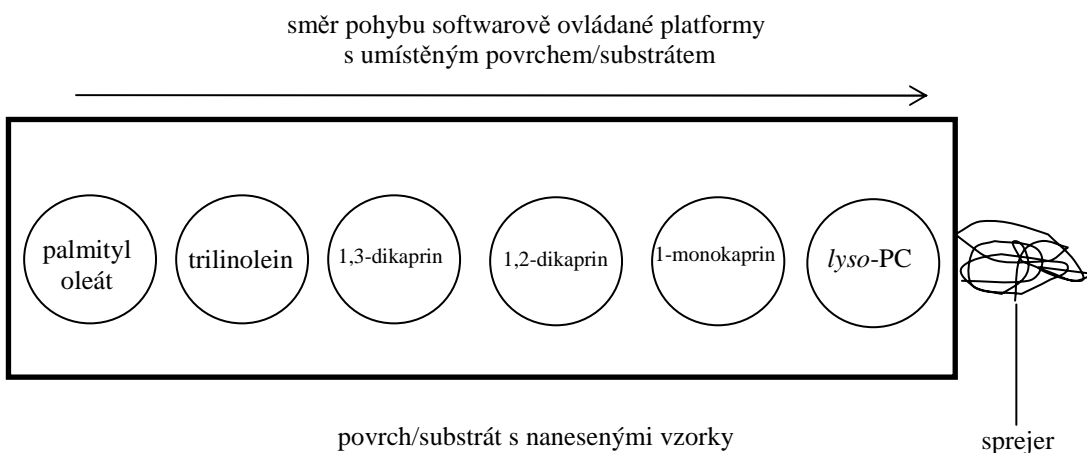 směr pohybu softwarově ovládané platformy
s umístěným povrchem/substrátem
palmityl
oleát
trilinolein
1,3-dikaprin
1,2-dikaprin
1-monokaprin
lyso-PC
povrch/substrát s nanesenými vzorky
sprejer